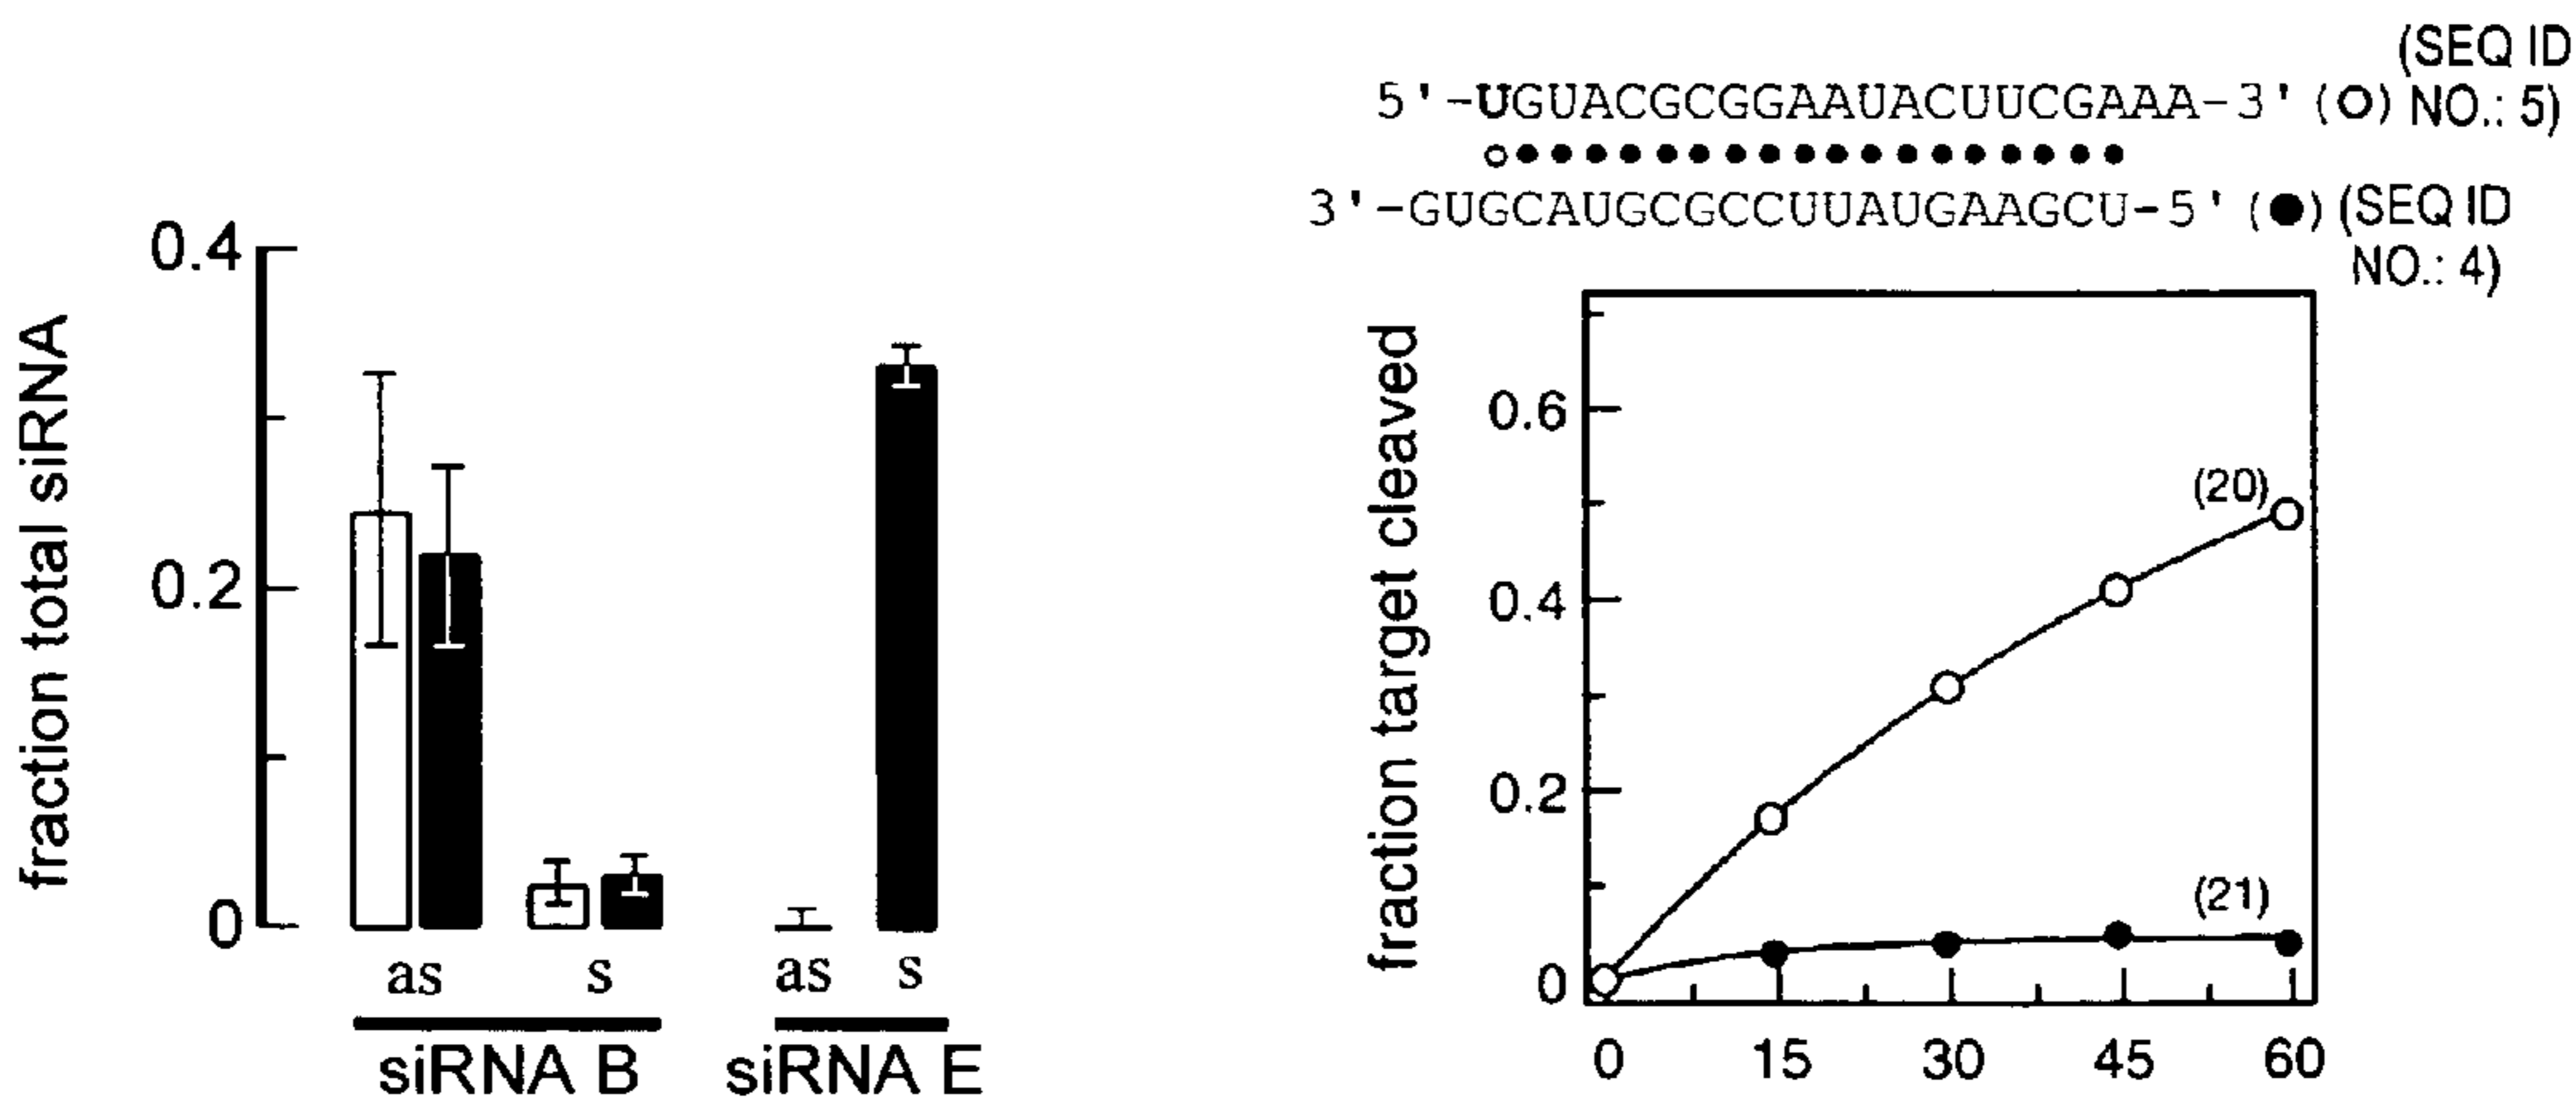 fraction total siRNA
0.4
0.2
0
as
s
as
s
siRNA B
siRNA E
(SEQ ID
5'-UGUACGCGGAAUACUUCGAAA-3' (○) NO.: 5)
3'-GUGCAUGCGCCUUAUGAAGCU-5' (●) (SEQ ID
NO.: 4)
fraction target cleaved
0.6
0.4
0.2
0
(20)
(21)
0 15 30 45 60